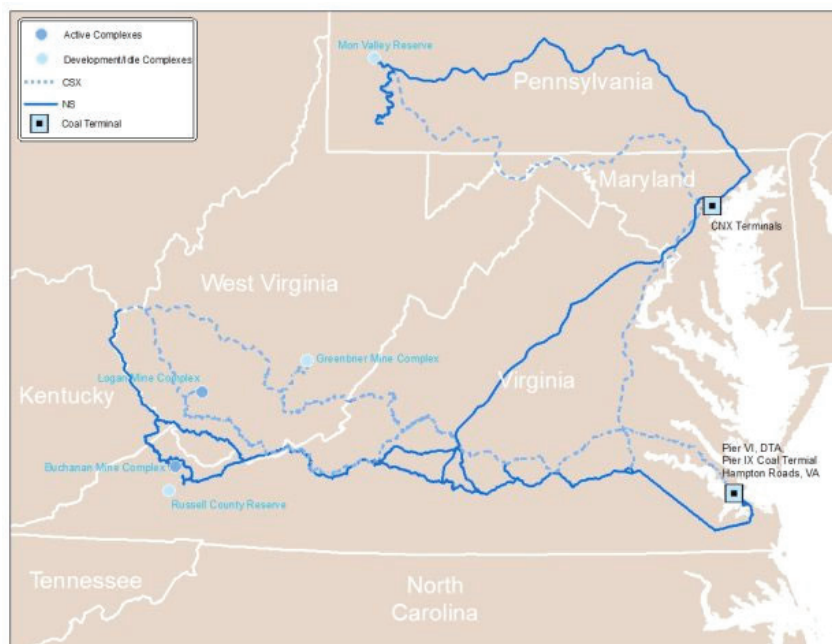 Active Complexes
Development/Idle Complexes
CSX
NS
Coal Terminal
Mon Valley Reserve
Pennsylvania
Maryland
CNX Terminals
West Virginia
Greenbrier Mine Complex
Logan Mine Complex
Kentucky
Virginia
Buchanan Mine Complex
Russell County Reserve
Pier VI, DTA,
Pier IX Coal Termial
Hampton Roads, VA
Tennessee
North
Carolina